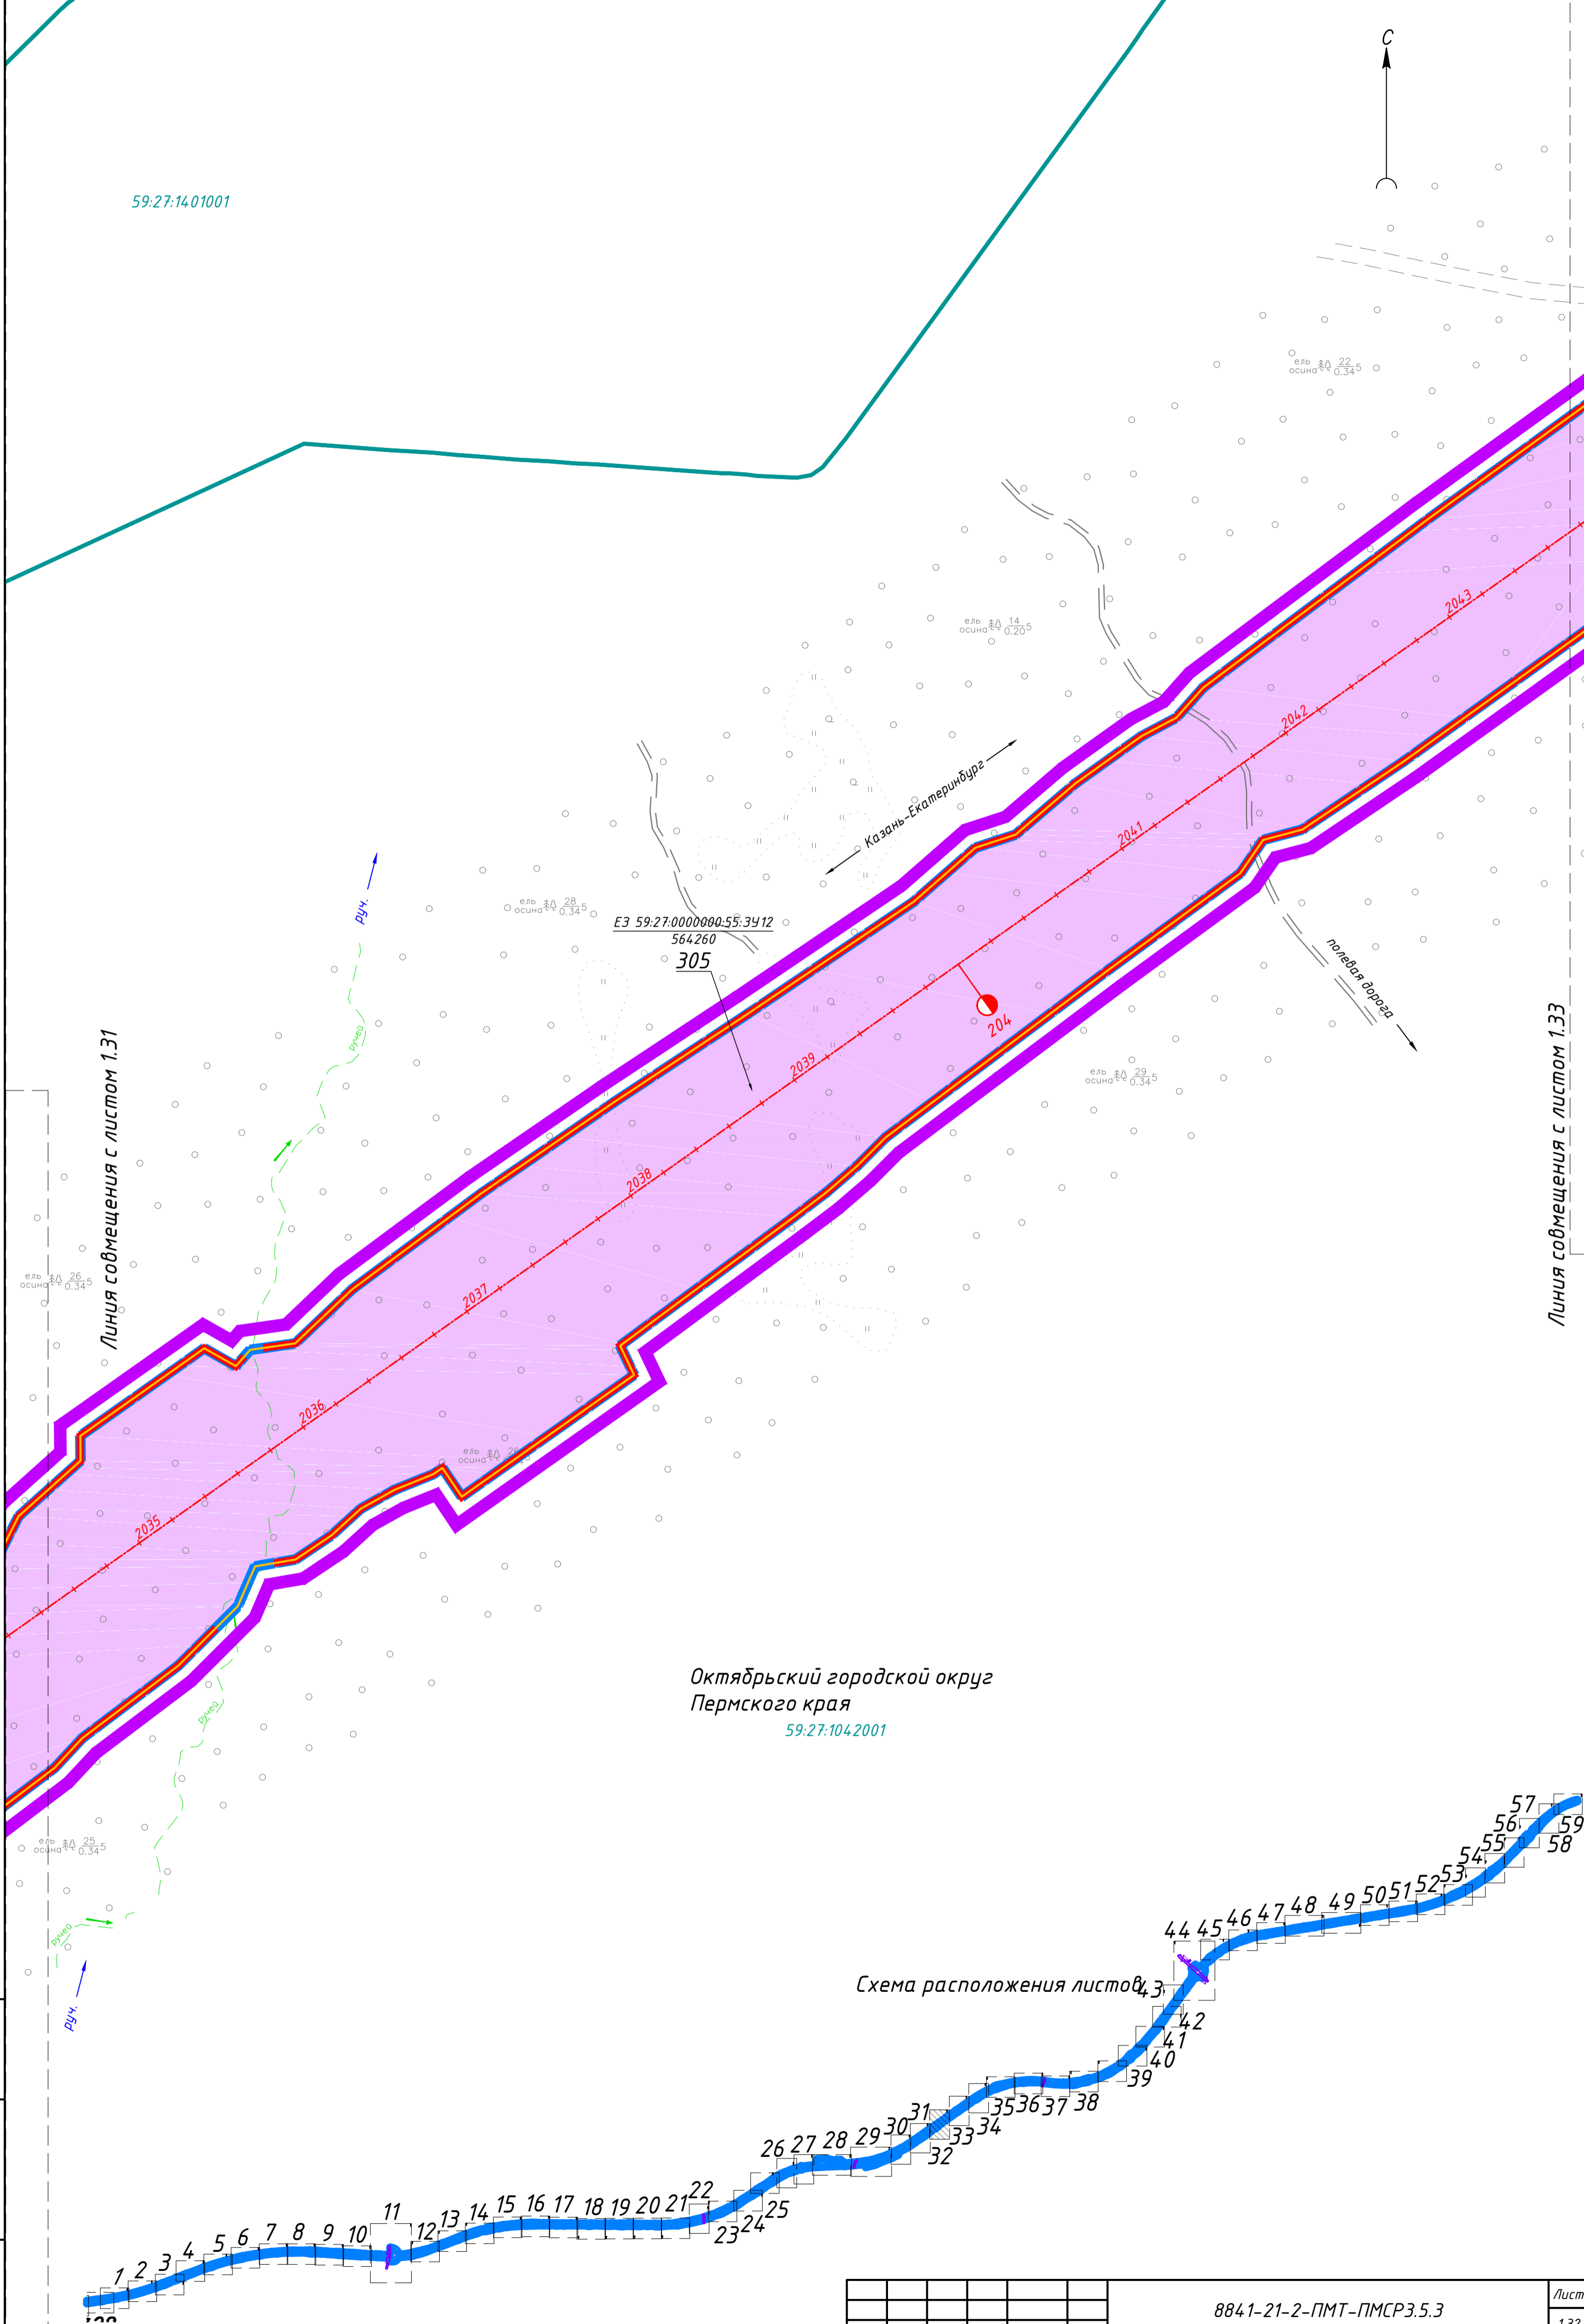 С
59:27:1401001
ель 22
осина 0.34 5
2043
ель 14
осина 0.20 5
2042
Казань-Екатеринбург
2041
руч.
ель 28
осина 0.34 5
ЕЗ 59:27:0000000:55:ЗУ12
564260
305
полевая дорога
204
ручей
Линия совмещения с листом 1.31
Линия совмещения с листом 1.33
2039
ель 29
осина 0.34 5
2038
ель 26
осина 0.34 5
2037
2036
ель
осина
2035
Октябрьский городской округ
Пермского края
59:27:1042001
ручей
ель 25
осина 0.34 5
ручей
руч.
Схема расположения листов
1 2 3 4 5 6 7 8 9 10 11 12 13 14 15 16 17 18 19 20 21 22 23 24 25 26 27 28 29 30 31 32 33 34 35 36 37 38 39 40 41 42 43 44 45 46 47 48 49 50 51 52 53 54 55 56 57 58 59
8841-21-2-ПМТ-ПМСР3.5.3
Лист